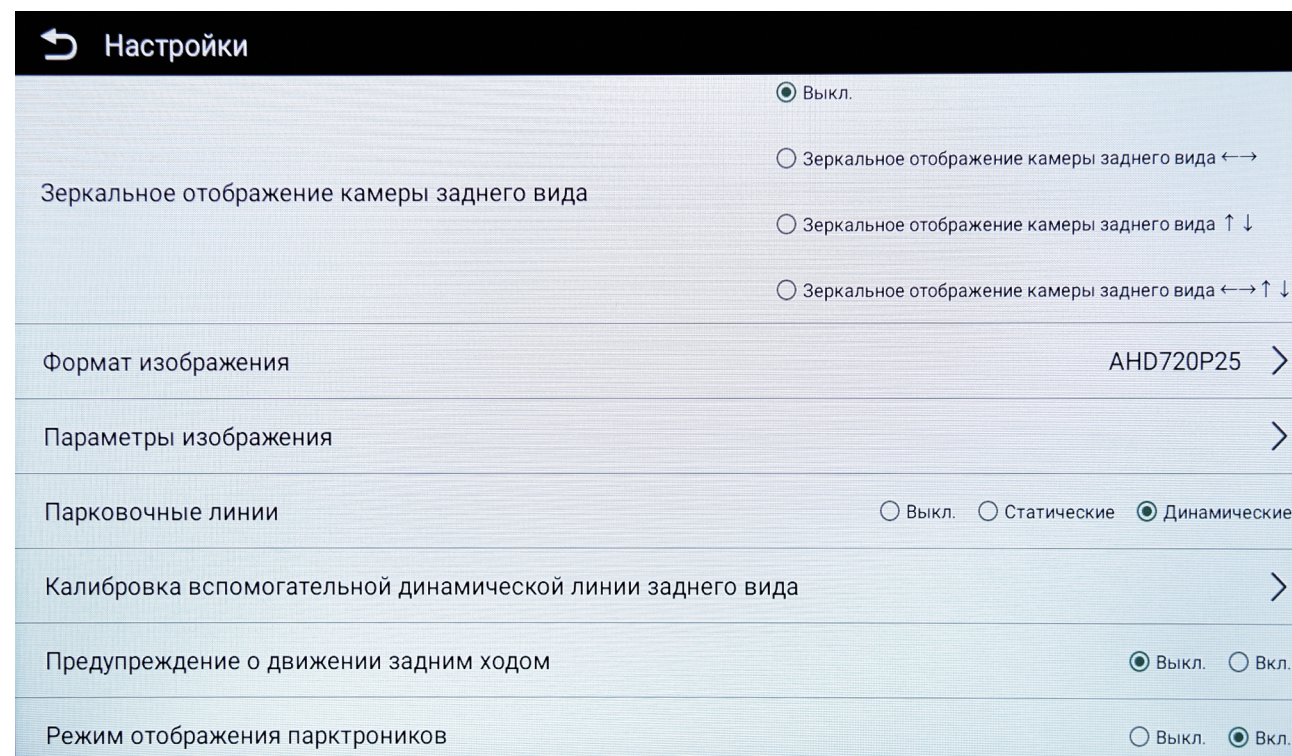 Настройки
Выкл.
Зеркальное отображение камеры заднего вида ←→
Зеркальное отображение камеры заднего вида
Зеркальное отображение камеры заднего вида ↑↓
Зеркальное отображение камеры заднего вида ←→↑↓
Формат изображения AHD720P25
Параметры изображения
Парковочные линии Выкл. Статические Динамические
Калибровка вспомогательной динамической линии заднего вида
Предупреждение о движении задним ходом Выкл. Вкл.
Режим отображения парктроников Выкл. Вкл.